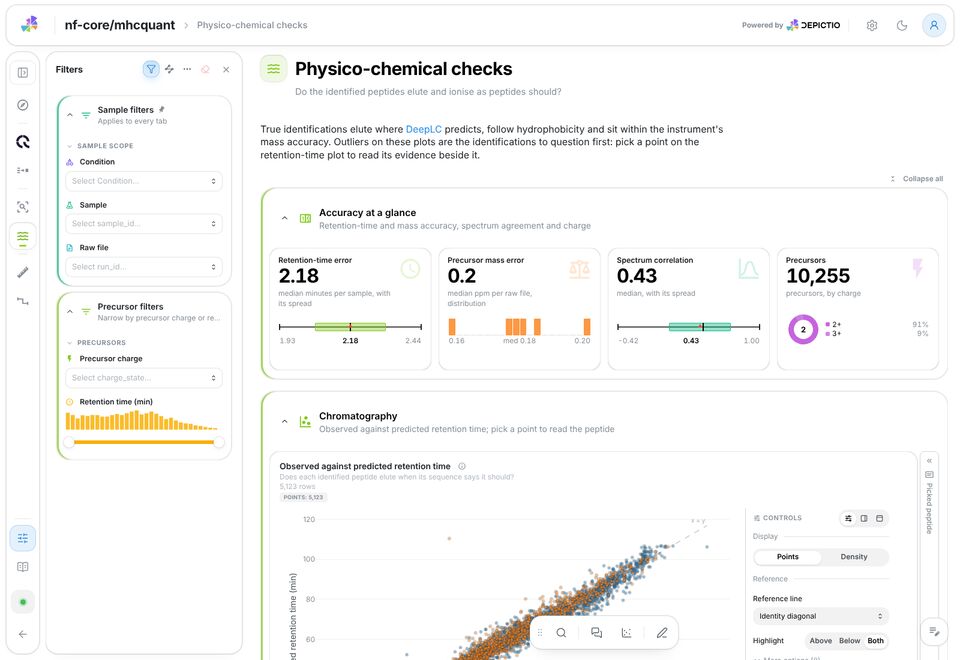 nf-core/mhcquant
Physico-chemical checks
Powered by DEPICTIO
Filters
Sample filters
Applies to every tab
SAMPLE SCOPE
Condition
Select Condition...
Sample
Select sample_id...
Raw file
Select run_id...
Precursor filters
Narrow by precursor charge or re...
PRECURSORS
Precursor charge
Select charge_state...
Retention time (min)
Physico-chemical checks
Do the identified peptides elute and ionise as peptides should?
True identifications elute where DeepLC predicts, follow hydrophobicity and sit within the instrument's
mass accuracy. Outliers on these plots are the identifications to question first: pick a point on the
retention-time plot to read its evidence beside it.
Collapse all
Accuracy at a glance
Retention-time and mass accuracy, spectrum agreement and charge
Retention-time error
2.18
median minutes per sample, with
its spread
1.93 2.18 2.44
Precursor mass error
0.2
median ppm per raw file,
distribution
0.16 med 0.18 0.20
Spectrum correlation
0.43
median, with its spread
-0.42 0.43 1.00
Precursors
10,255
precursors, by charge
2
2+ 91%
3+ 9%
Chromatography
Observed against predicted retention time; pick a point to read the peptide
Observed against predicted retention time
Does each identified peptide elute when its sequence says it should?
5,123 rows
POINTS: 5,123
120
100
80
60
ed retention time (min)
CONTROLS
Display
Points Density
Reference
Reference line
Identity diagonal
Highlight Above Below Both
Picked peptide